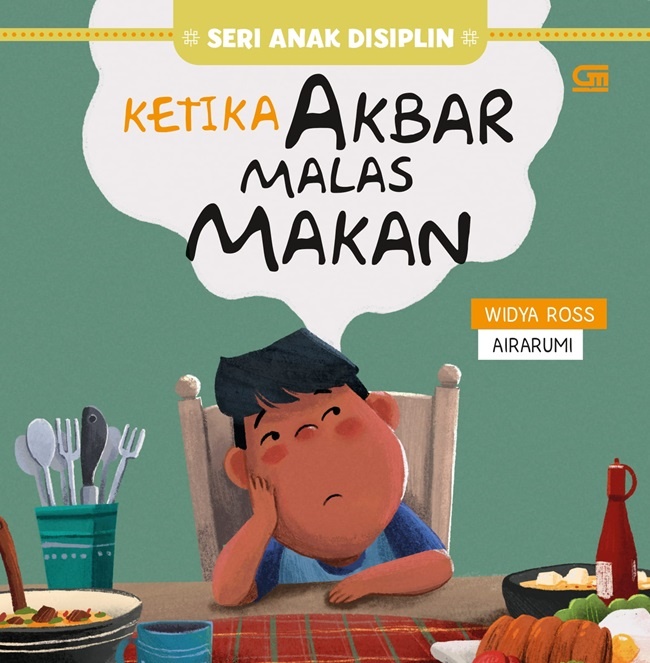 SERI ANAK DISIPLIN
KETIKA AKBAR
MALAS
MAKAN
WIDYA ROSS
AIRARUMI